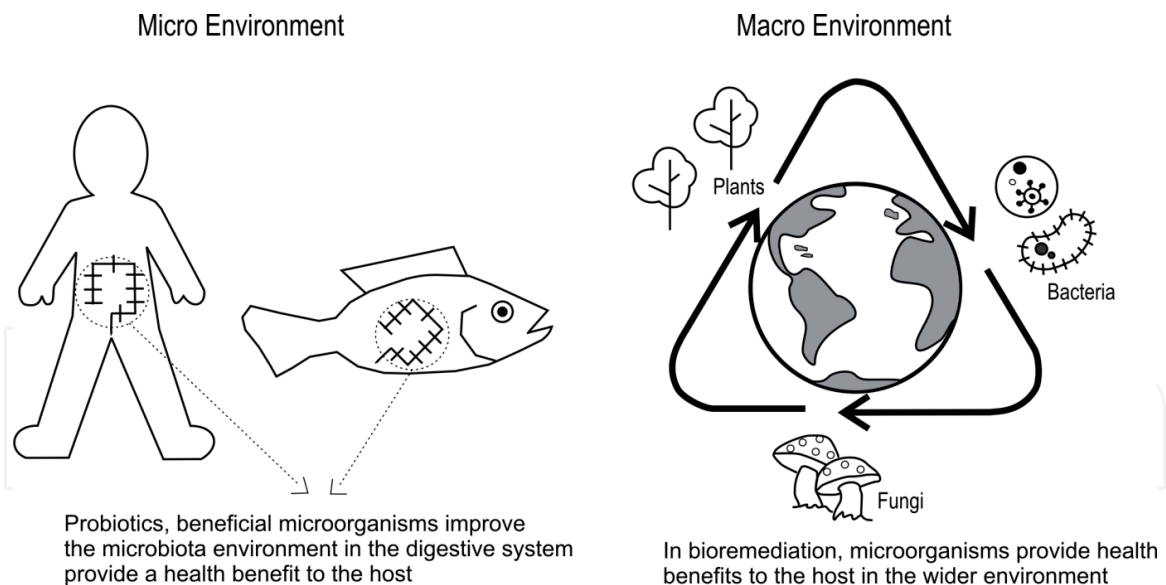 Micro Environment
Macro Environment
Plants
Bacteria
Fungi
Probiotics, beneficial microorganisms improve
the microbiota environment in the digestive system
provide a health benefit to the host
In bioremediation, microorganisms provide health
benefits to the host in the wider environment